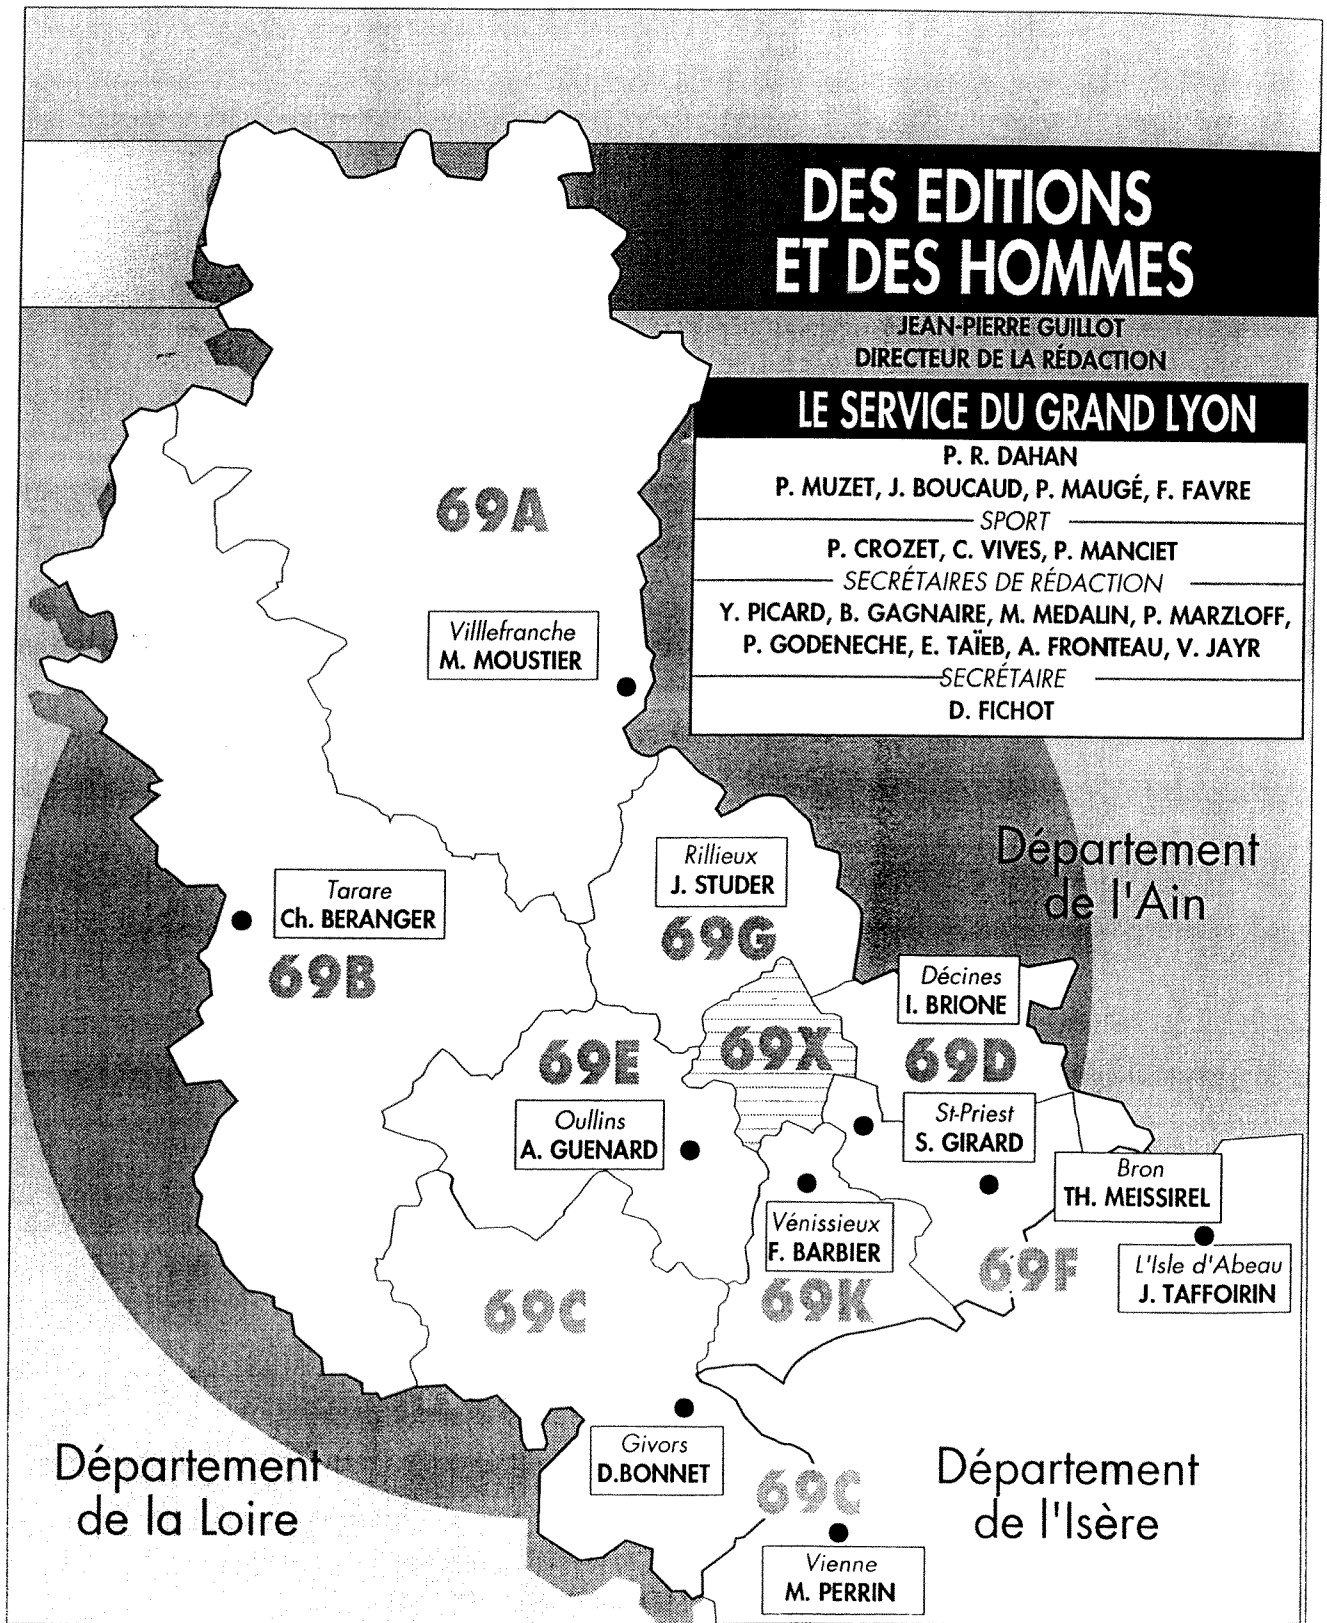 DES EDITIONS
ET DES HOMMES
JEAN-PIERRE GUILLOT
DIRECTEUR DE LA RÉDACTION
LE SERVICE DU GRAND LYON
P. R. DAHAN
P. MUZET, J. BOUCAUD, P. MAUGÉ, F. FAVRE
SPORT
P. CROZET, C. VIVES, P. MANCIET
SECRÉTAIRES DE RÉDACTION
Y. PICARD, B. GAGNAIRE, M. MEDALIN, P. MARZLOFF,
P. GODENECHE, E. TAÏEB, A. FRONTEAU, V. JAYR
SECRÉTAIRE
D. FICHOT
69A
Villlefranche
M. MOUSTIER
Département
de l'Ain
Rillieux
J. STUDER
69G
Tarare
Ch. BERANGER
69B
Décines
I. BRIONE
69E
69X
69D
Oullins
A. GUENARD
St-Priest
S. GIRARD
Bron
TH. MEISSIREL
Vénissieux
F. BARBIER
69K
69F
L'Isle d'Abeau
J. TAFFOIRIN
69C
Givors
D.BONNET
69C
Département
de la Loire
Département
de l'Isère
Vienne
M. PERRIN